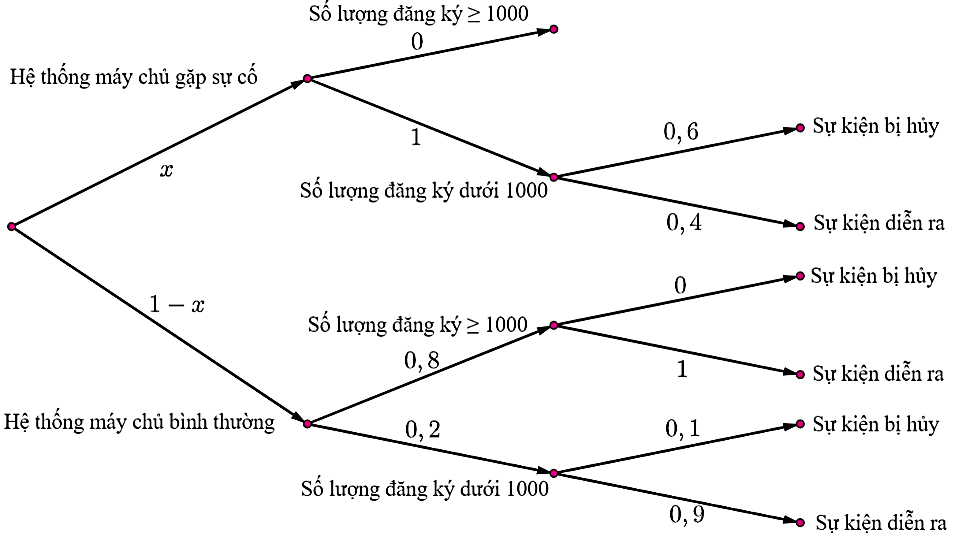 Số lượng đăng ký ≥ 1000
0
Hệ thống máy chủ gặp sự cố
x
1
0,6
Sự kiện bị hủy
Số lượng đăng ký dưới 1000
0,4
Sự kiện diễn ra
1 − x
0
Sự kiện bị hủy
Số lượng đăng ký ≥ 1000
0,8
1
Sự kiện diễn ra
Hệ thống máy chủ bình thường
0,2
0,1
Sự kiện bị hủy
Số lượng đăng ký dưới 1000
0,9
Sự kiện diễn ra